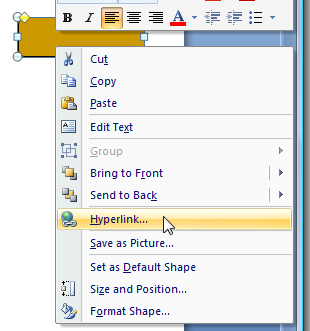 B I A
Cut
Copy
Paste
Edit Text
Group
Bring to Front
Send to Back
Hyperlink...
Save as Picture...
Set as Default Shape
Size and Position...
Format Shape...